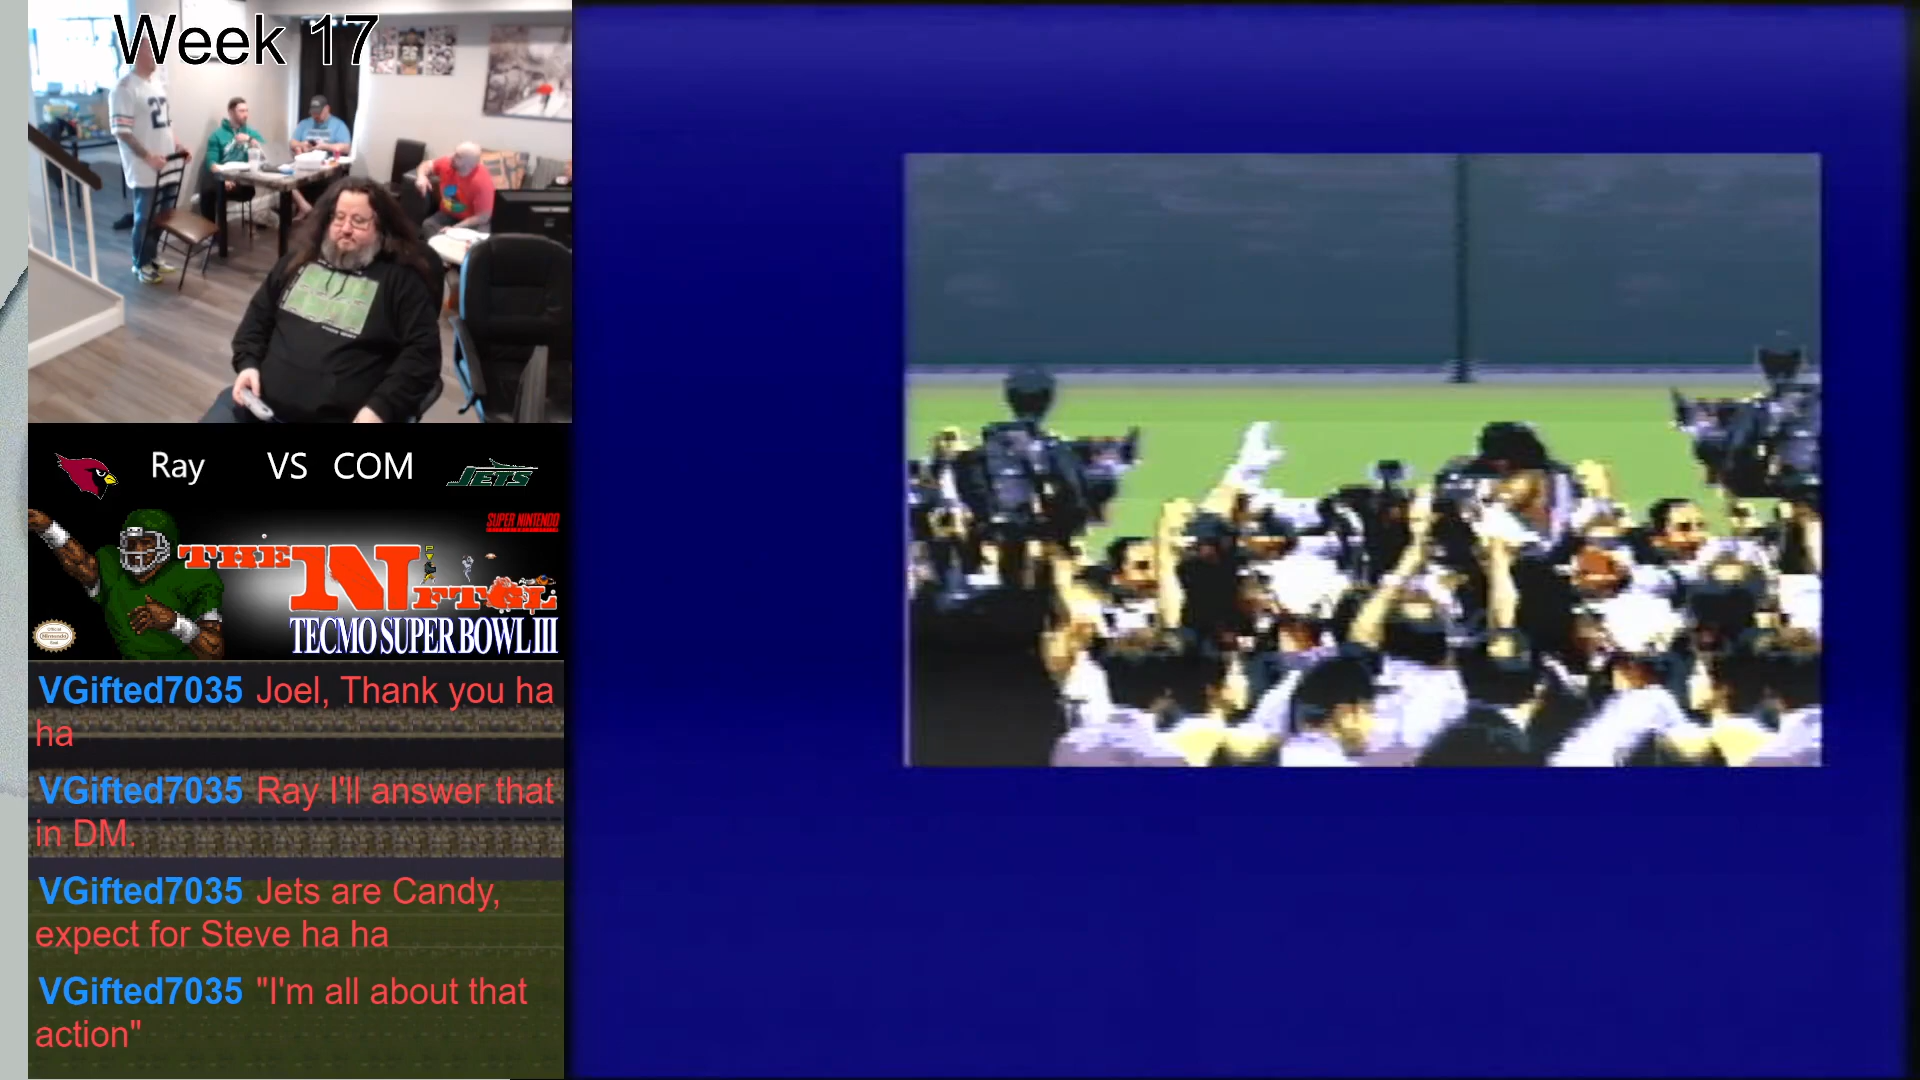 Week 17
Ray VS COM
JETS
SUPER NINTENDO
THE N
FTSL
TECMO SUPER BOWL III
VGifted7035 Joel, Thank you ha
ha
VGifted7035 Ray I'll answer that
in DM.
VGifted7035 Jets are Candy,
expect for Steve ha ha
VGifted7035 "I'm all about that
action"